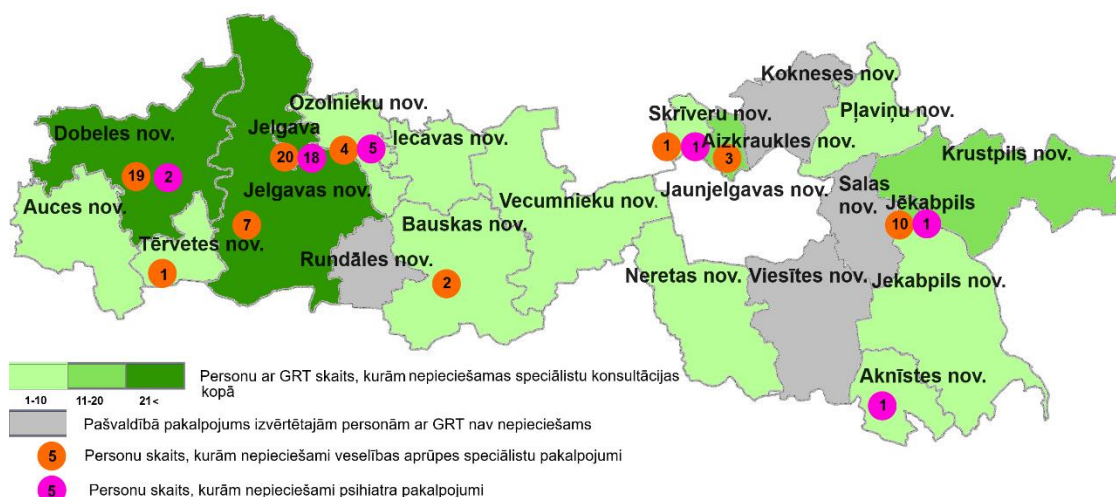 Kokneses nov.
Ozolnieku nov.
Skrīveru nov.
Pļaviņu nov.
Dobeles nov.
Jelgava
Iecavas nov.
Aizkraukles nov.
4
5
1
1
3
20
18
Krustpils nov.
19
2
Jelgavas nov.
Jaunjelgavas nov.
Salas
nov.
Jēkabpils
Auces nov.
Vecumnieku nov.
Bauskas nov.
7
10
1
Tērvetes nov.
Rundāles nov.
1
2
Neretas nov.
Viesītes nov.
Jekabpils nov.
Aknīstes nov.
1
Personu ar GRT skaits, kurām nepieciešamas speciālistu konsultācijas
kopā
1-10 11-20 21 <
Pašvaldībā pakalpojums izvērtētajām personām ar GRT nav nepieciešams
5 Personu skaits, kurām nepieciešami veselības aprūpes speciālistu pakalpojumi
5 Personu skaits, kurām nepieciešami psihiatra pakalpojumi